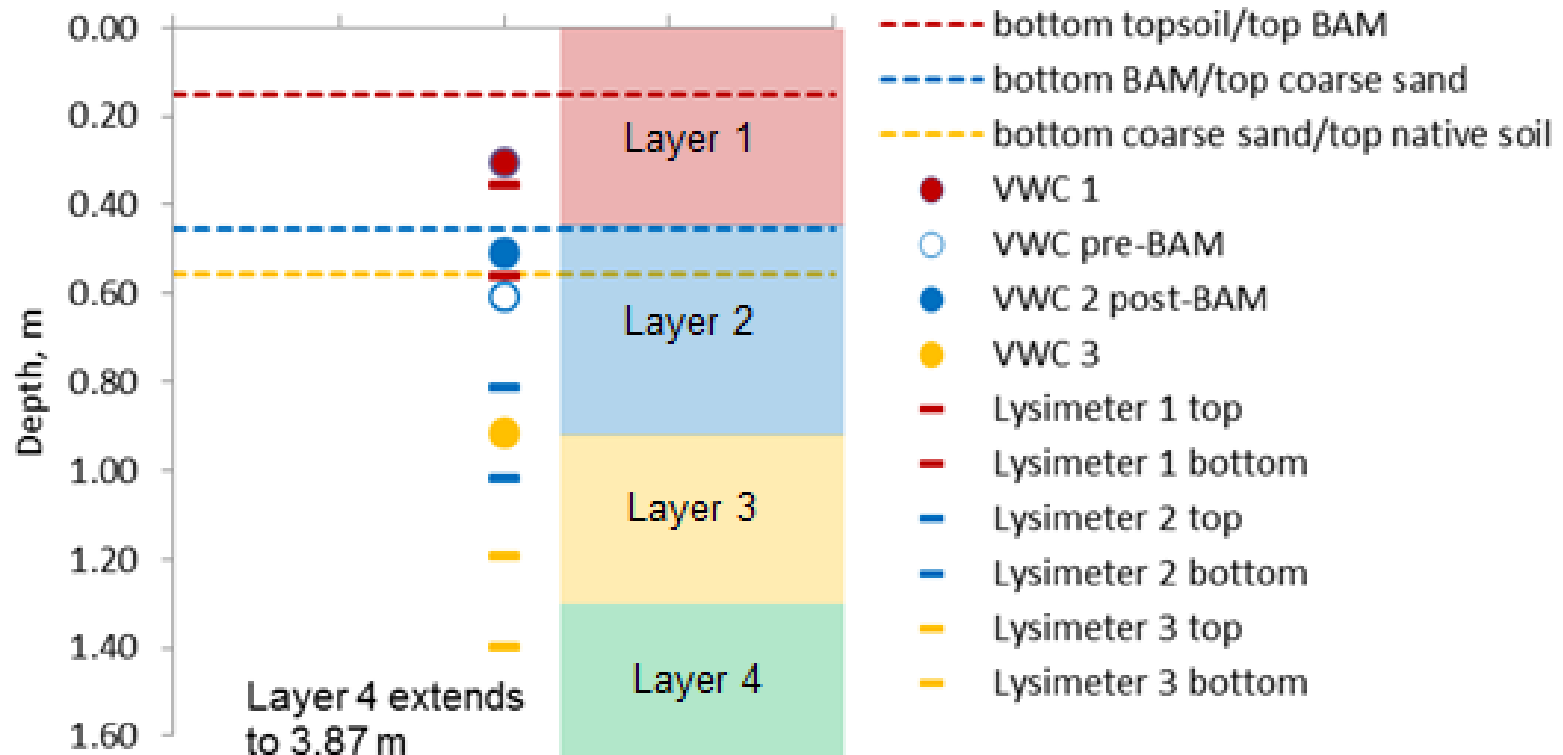 0.00
0.20
0.40
0.60
0.80
1.00
1.20
1.40
1.60
Depth, m
Layer 1
Layer 2
Layer 3
Layer 4
Layer 4 extends
to 3.87 m
bottom topsoil/top BAM
bottom BAM/top coarse sand
bottom coarse sand/top native soil
VWC 1
VWC pre-BAM
VWC 2 post-BAM
VWC 3
Lysimeter 1 top
Lysimeter 1 bottom
Lysimeter 2 top
Lysimeter 2 bottom
Lysimeter 3 top
Lysimeter 3 bottom